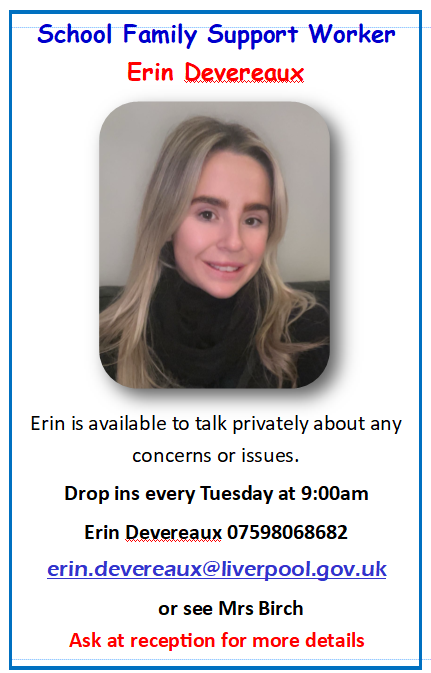 School Family Support Worker
Erin Devereaux
Erin is available to talk privately about any
concerns or issues.
Drop ins every Tuesday at 9:00am
Erin Devereaux 07598068682
erin.devereaux@liverpool.gov.uk
or see Mrs Birch
Ask at reception for more details